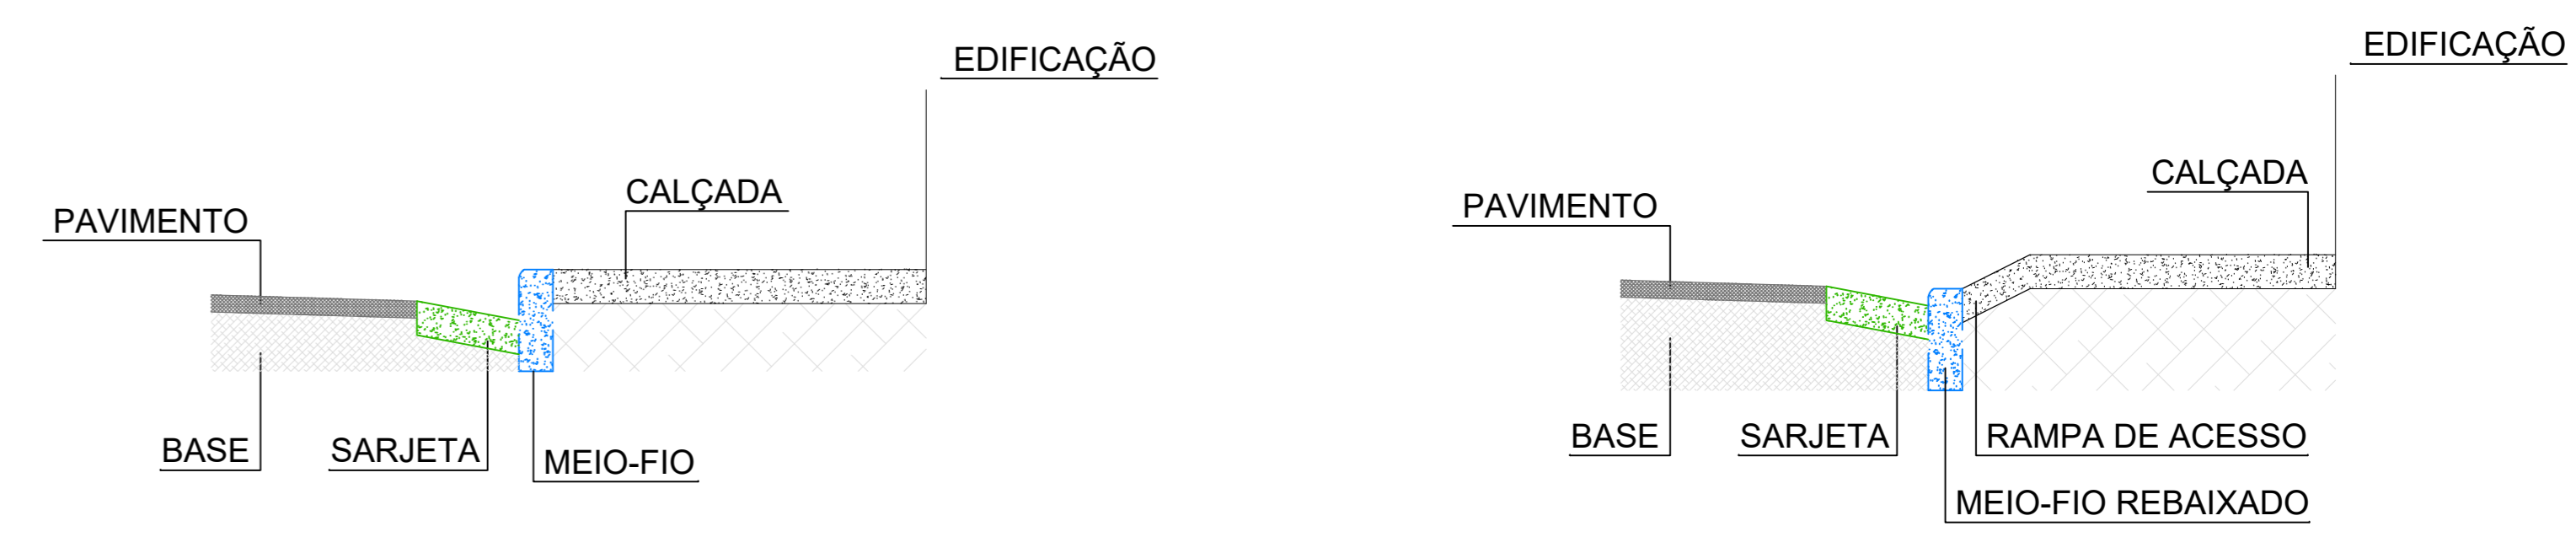 EDIFICAÇÃO
CALÇADA
PAVIMENTO
BASE
SARJETA
MEIO-FIO
EDIFICAÇÃO
CALÇADA
PAVIMENTO
BASE
SARJETA
RAMPA DE ACESSO
MEIO-FIO REBAIXADO